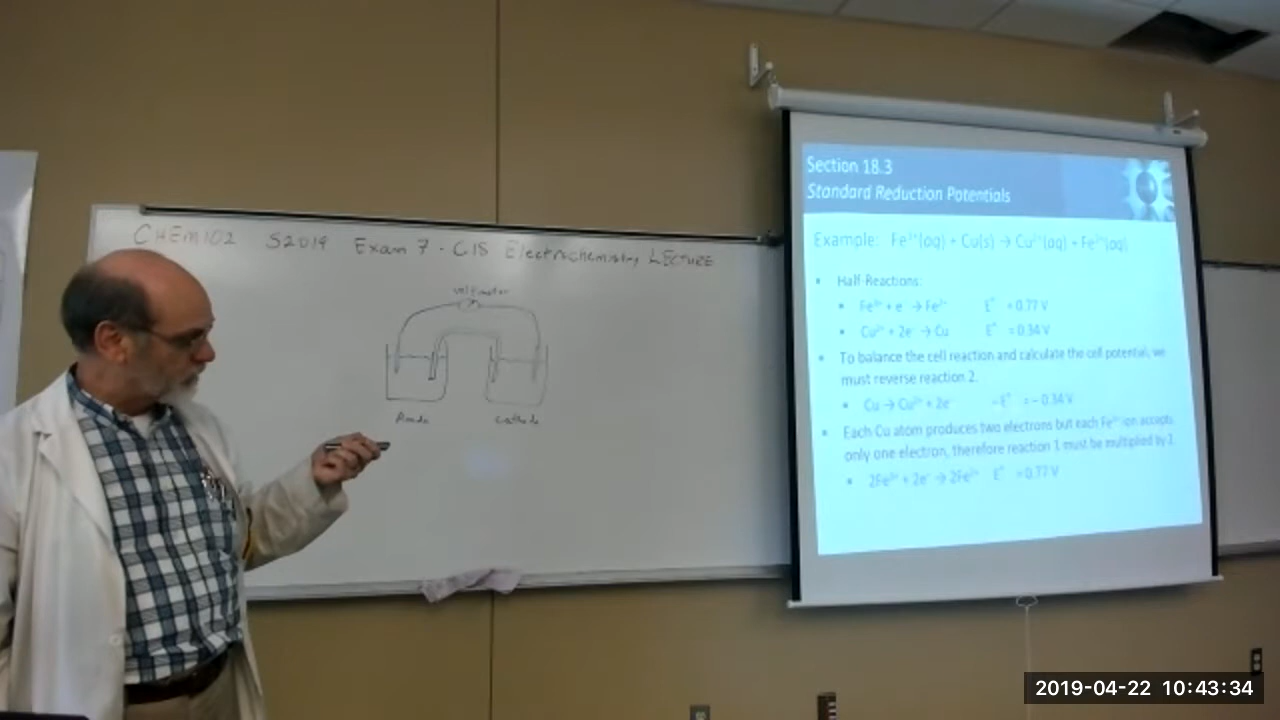 CHEM102 S2019 Exam 7 - C18 Electrochemistry LECTURE
voltmeter
Anode
Cathode
Section 18.3
Standard Reduction Potentials
Example: Fe³⁺(aq) + Cu(s) → Cu²⁺(aq) + Fe²⁺(aq)
• Half-Reactions:
• Fe³⁺ + e⁻ → Fe²⁺ E° = 0.77 V
• Cu²⁺ + 2e⁻ → Cu E° = 0.34 V
• To balance the cell reaction and calculate the cell potential, we
must reverse reaction 2.
• Cu → Cu²⁺ + 2e⁻ – E° = – 0.34 V
• Each Cu atom produces two electrons but each Fe³⁺ ion accepts
only one electron, therefore reaction 1 must be multiplied by 2.
• 2Fe³⁺ + 2e⁻ → 2Fe²⁺ E° = 0.77 V
2019-04-22 10:43:34